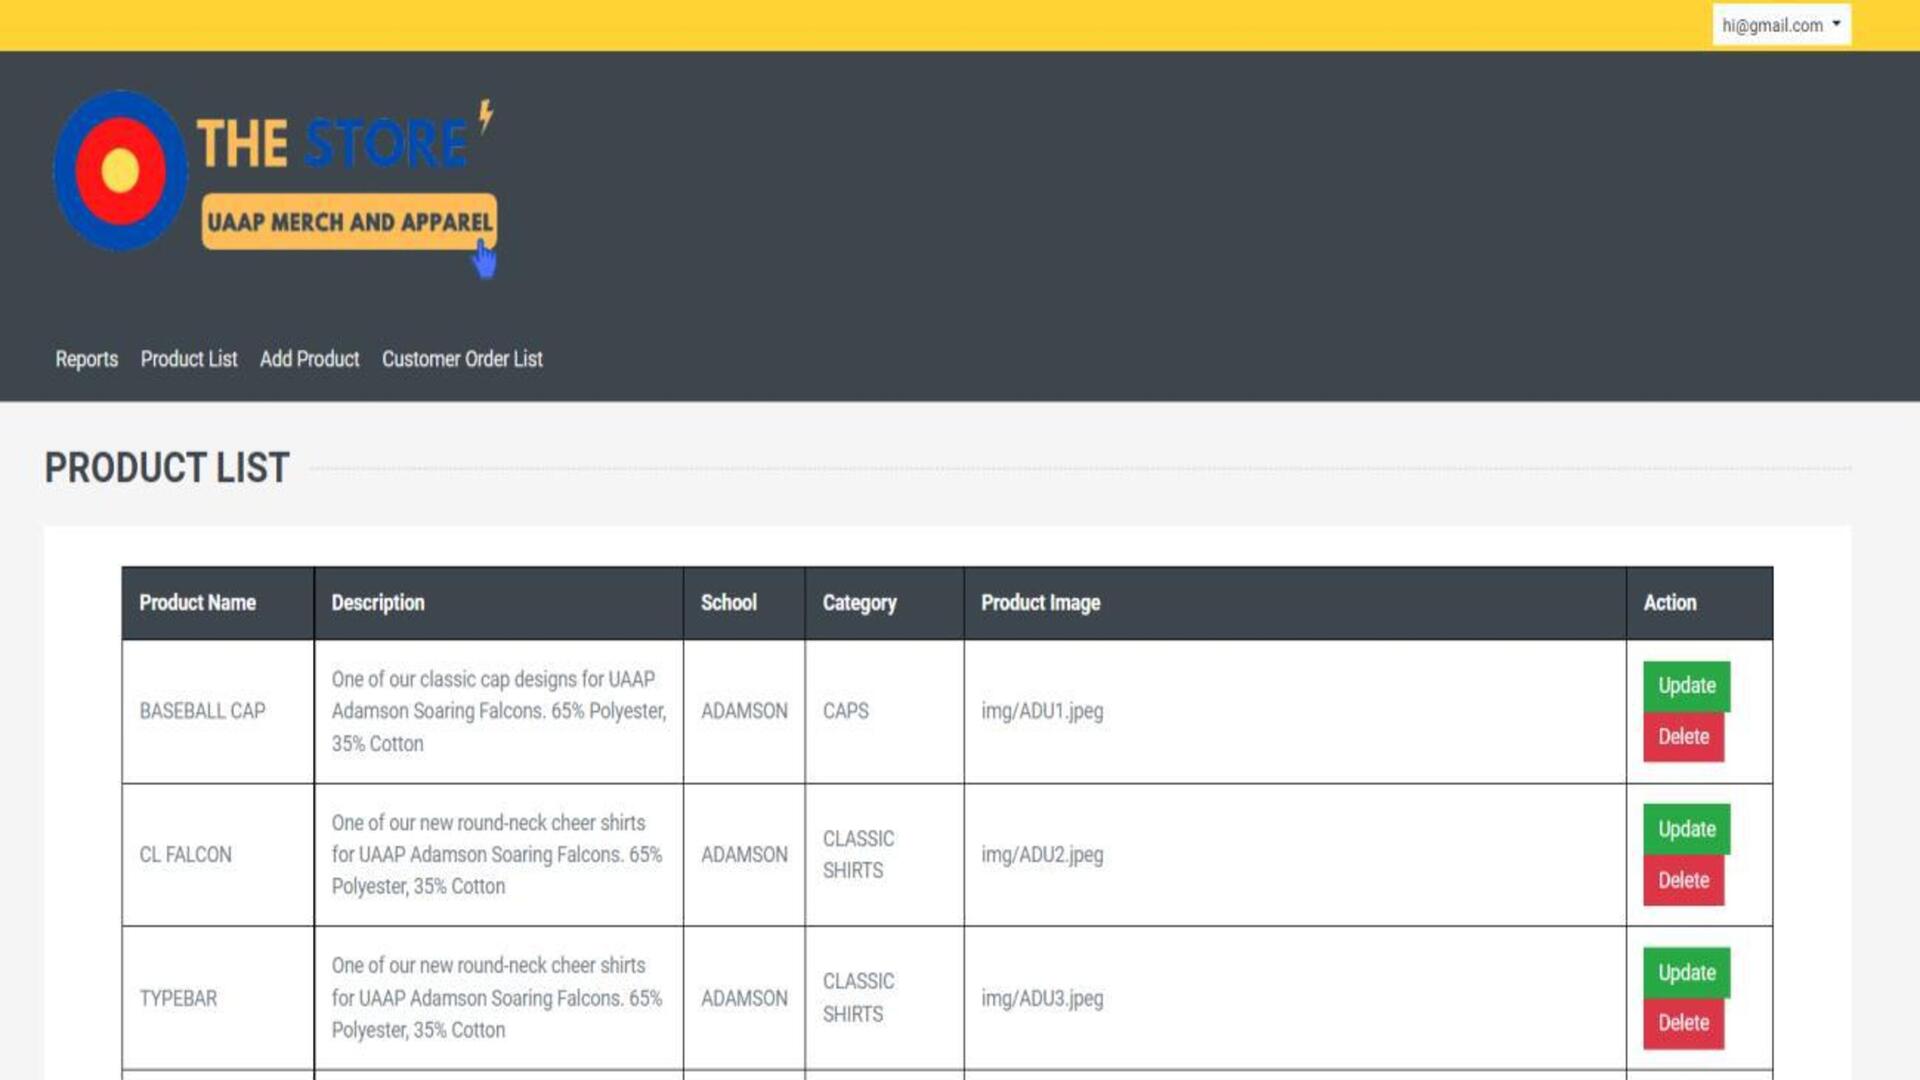 hi@gmail.com
THE STORE
UAAP MERCH AND APPAREL
Reports Product List Add Product Customer Order List
PRODUCT LIST
Product Name Description School Category Product Image Action
BASEBALL CAP
One of our classic cap designs for UAAP
Adamson Soaring Falcons. 65% Polyester,
35% Cotton
ADAMSON
CAPS
img/ADU1.jpeg
Update
Delete
CL FALCON
One of our new round-neck cheer shirts
for UAAP Adamson Soaring Falcons. 65%
Polyester, 35% Cotton
ADAMSON
CLASSIC
SHIRTS
img/ADU2.jpeg
Update
Delete
TYPEBAR
One of our new round-neck cheer shirts
for UAAP Adamson Soaring Falcons. 65%
Polyester, 35% Cotton
ADAMSON
CLASSIC
SHIRTS
img/ADU3.jpeg
Update
Delete